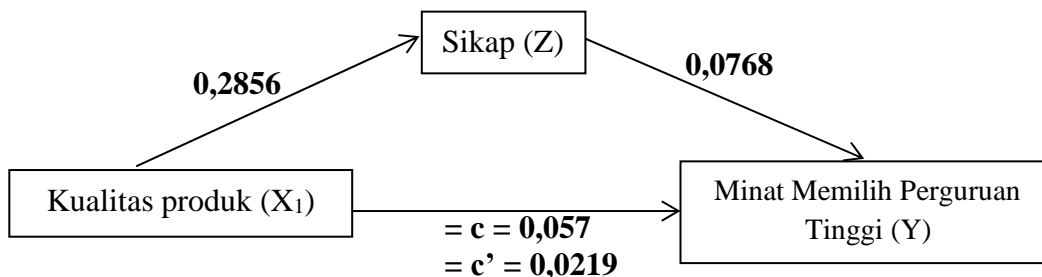 Sikap (Z)
0,2856
0,0768
Kualitas produk (X₁)
Minat Memilih Perguruan
Tinggi (Y)
= c = 0,057
= c’ = 0,0219